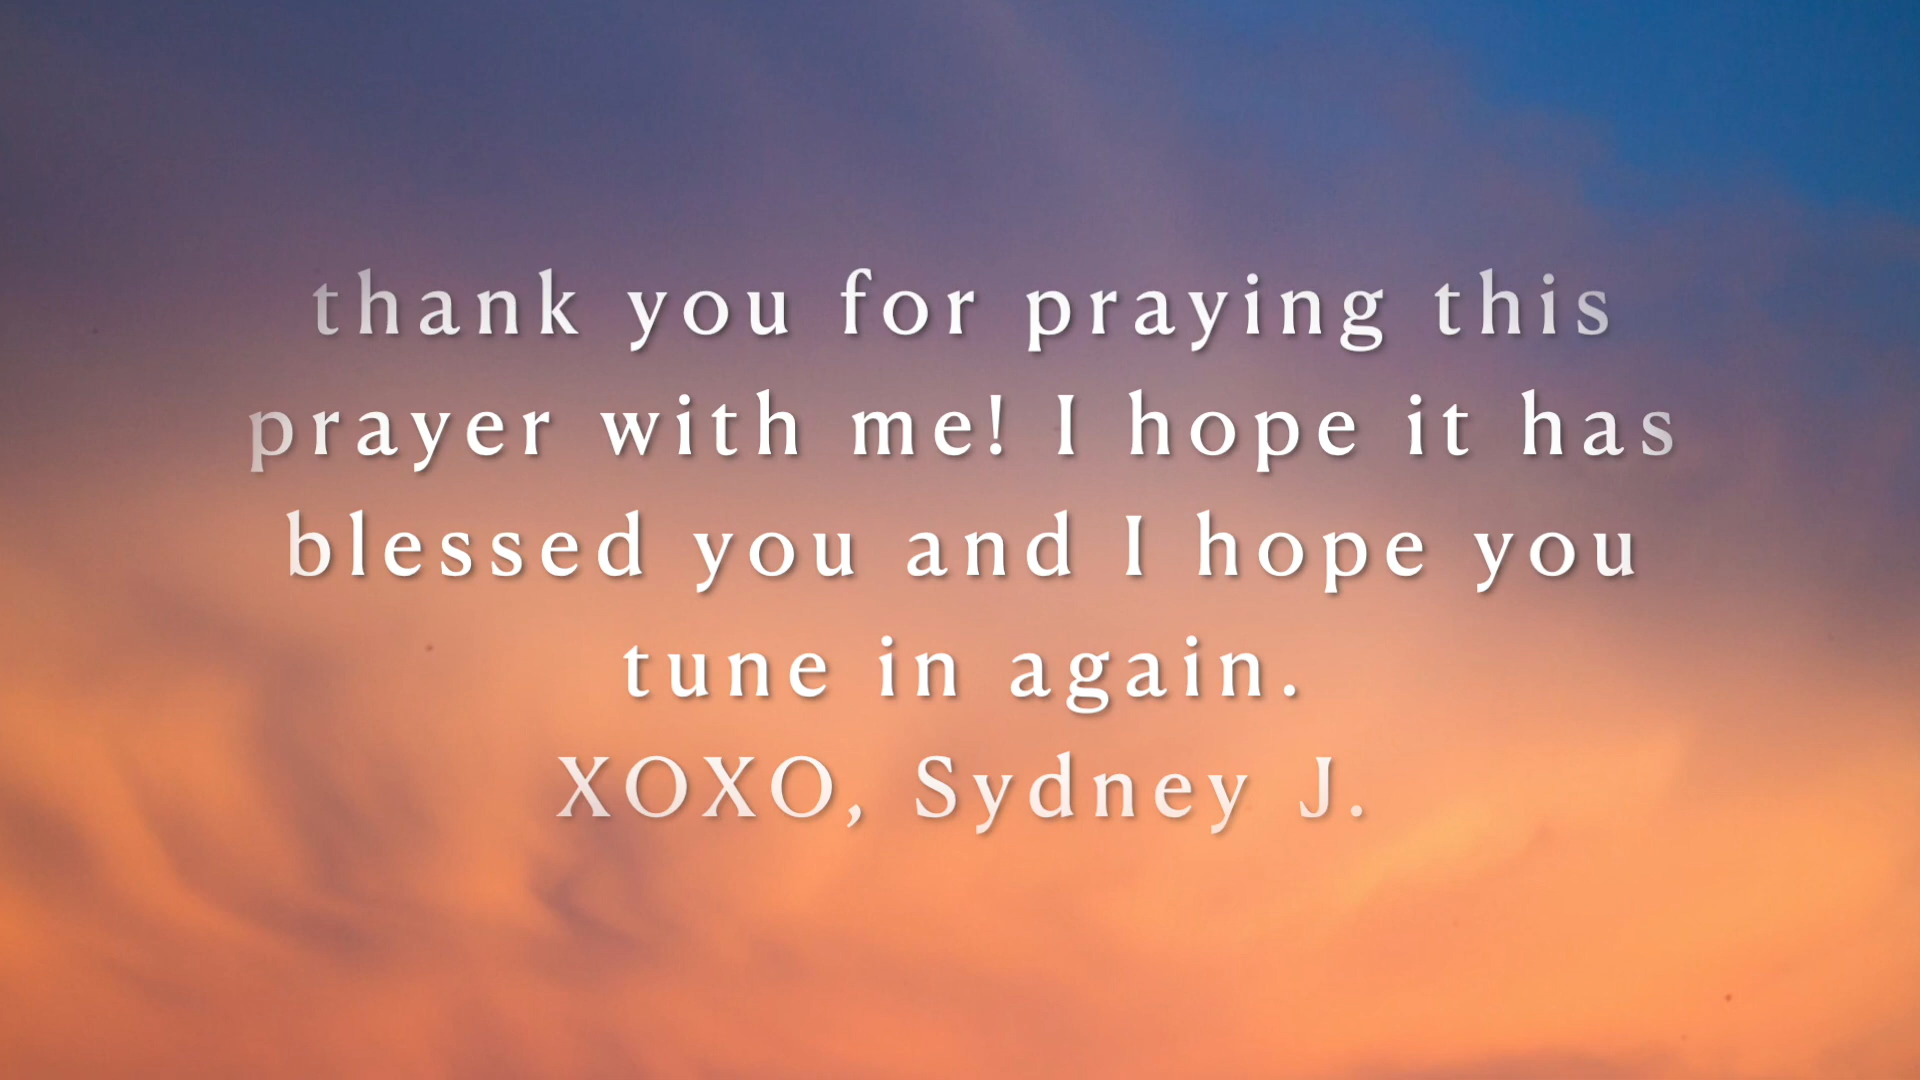 thank you for praying this
prayer with me! I hope it has
blessed you and I hope you
tune in again.
XOXO, Sydney J.